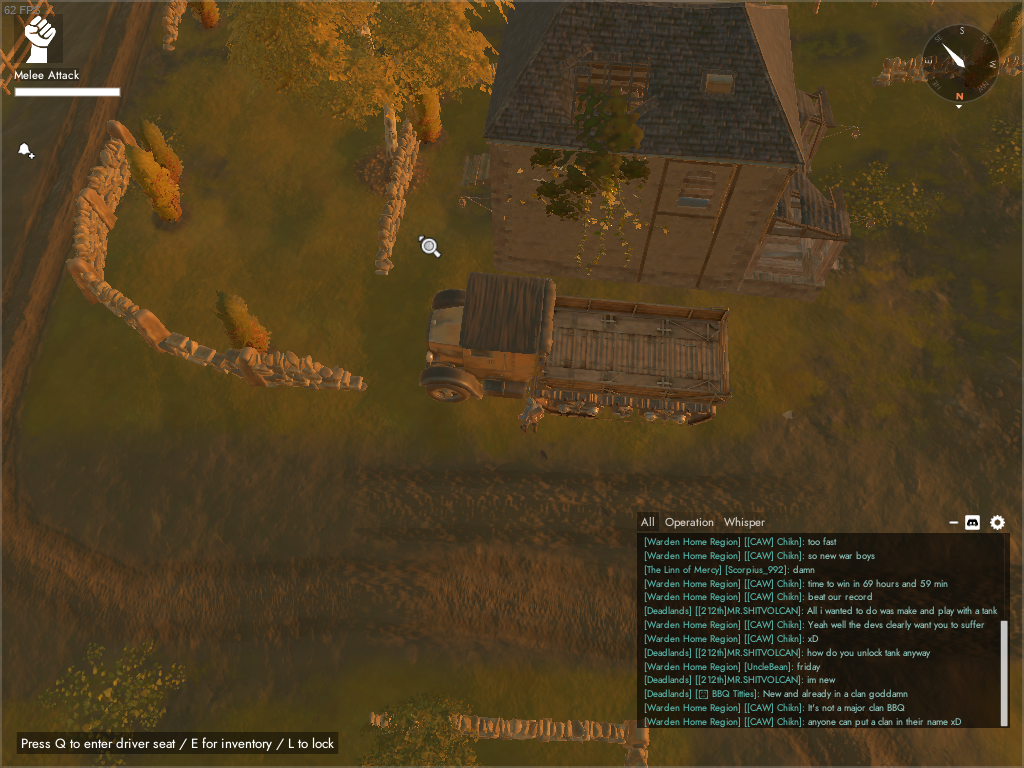 62 FPS
Melee Attack
S
W
N
All Operation Whisper
[Warden Home Region] [[CAW] Chikn]: too fast
[Warden Home Region] [[CAW] Chikn]: so new war boys
[The Linn of Mercy] [Scorpius_992]: damn
[Warden Home Region] [[CAW] Chikn]: time to win in 69 hours and 59 min
[Warden Home Region] [[CAW] Chikn]: beat our record
[Deadlands] [[212th]MR.SHITVOLCAN]: All i wanted to do was make and play with a tank
[Warden Home Region] [[CAW] Chikn]: Yeah well the devs clearly want you to suffer
[Warden Home Region] [[CAW] Chikn]: xD
[Deadlands] [[212th]MR.SHITVOLCAN]: how do you unlock tank anyway
[Warden Home Region] [UncleBean]: friday
[Deadlands] [[212th]MR.SHITVOLCAN]: im new
[Deadlands] [ BBQ Titties]: New and already in a clan goddamn
[Warden Home Region] [[CAW] Chikn]: It's not a major clan BBQ
[Warden Home Region] [[CAW] Chikn]: anyone can put a clan in their name xD
Press Q to enter driver seat / E for inventory / L to lock